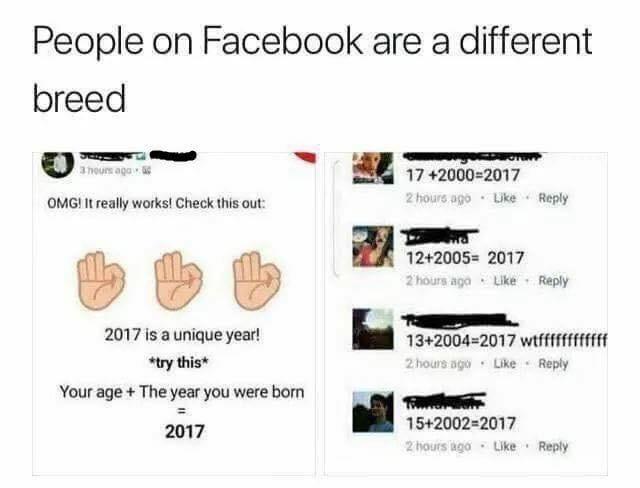 People on Facebook are a different
breed
3 hours ago
OMG! It really works! Check this out:
2017 is a unique year!
*try this*
Your age + The year you were born
=
2017
17 +2000=2017
2 hours ago · Like · Reply
12+2005= 2017
2 hours ago · Like · Reply
13+2004=2017 wtffffffffffff
2 hours ago · Like · Reply
15+2002=2017
2 hours ago · Like · Reply